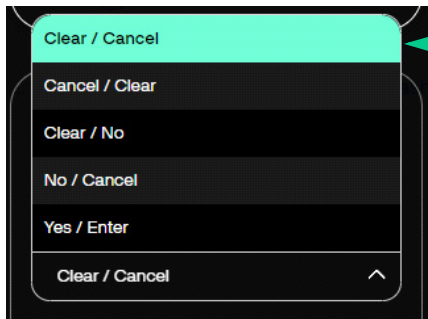 Clear / Cancel
Cancel / Clear
Clear / No
No / Cancel
Yes / Enter
Clear / Cancel